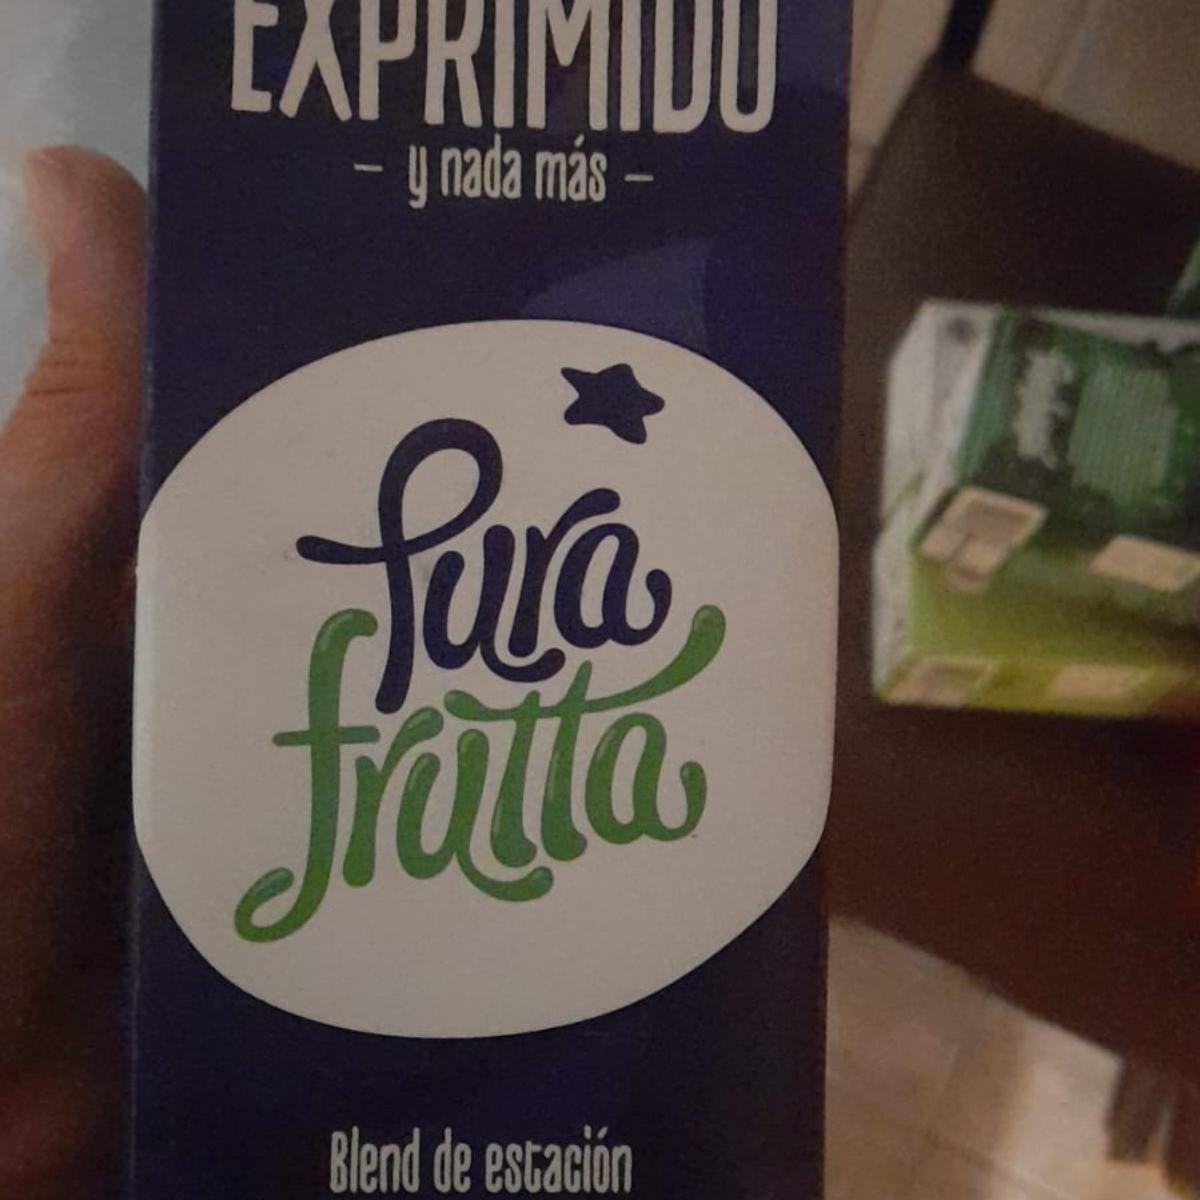 EXPRIMIDO
- y nada más -
Pura
frutta
Blend de estación